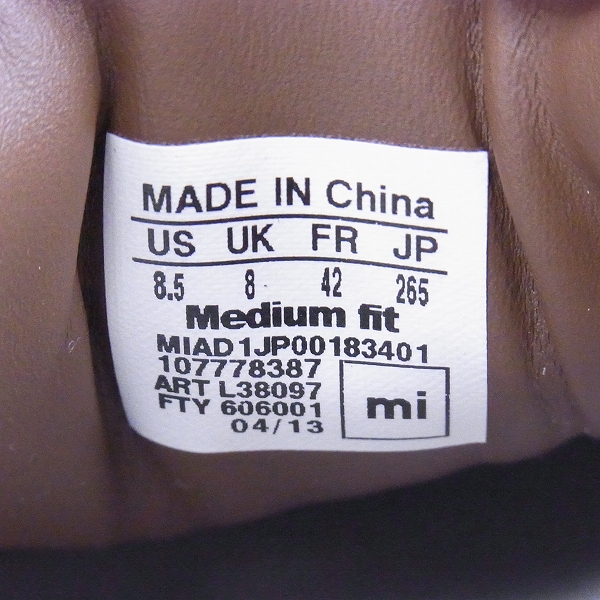 MADE IN China
US UK FR JP
8.5 8 42 265
Medium fit
MIAD1JP00183401
107778387
ART L38097
FTY 606001
04/13
mi